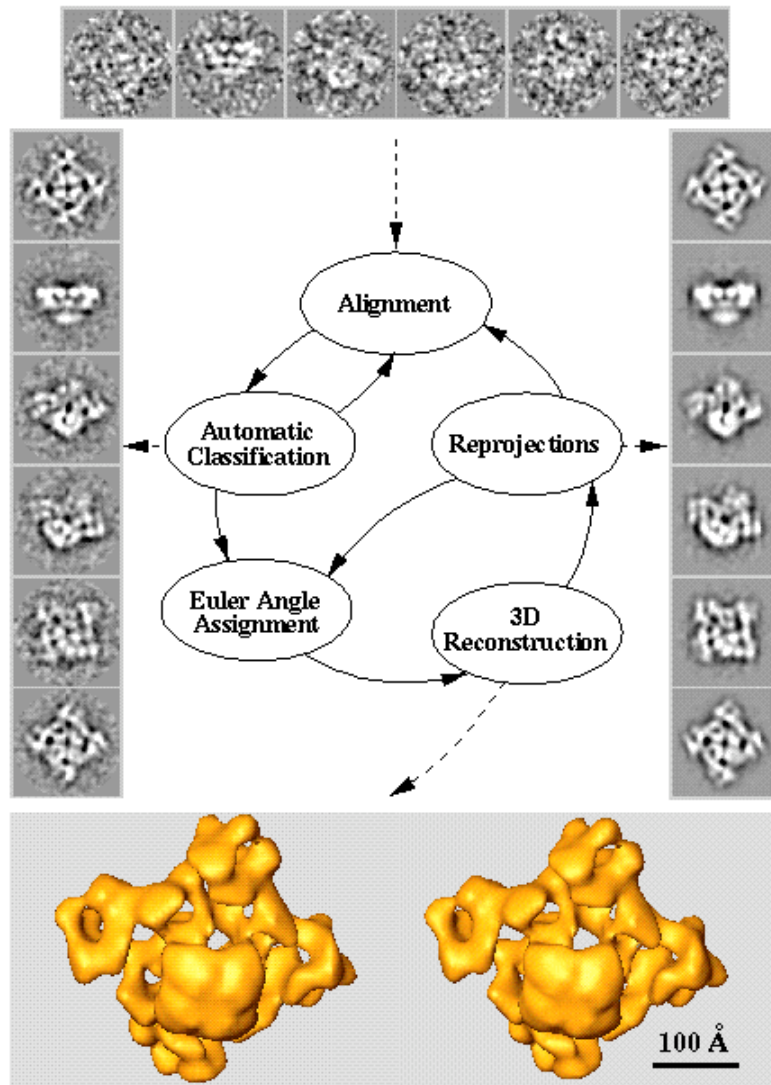 Alignment
Automatic
Classification
Reprojections
Euler Angle
Assignment
3D
Reconstruction
100 Å